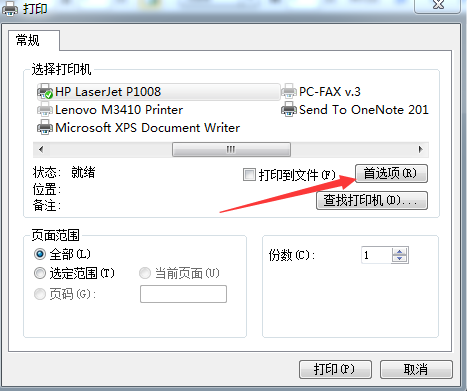 打印
常规
选择打印机
HP LaserJet P1008
PC-FAX v.3
Lenovo M3410 Printer
Send To OneNote 201
Microsoft XPS Document Writer
状态: 就绪
打印到文件(F)
首选项(R)
位置:
查找打印机(D)...
备注:
页面范围
全部(L)
选定范围(T)
当前页面(U)
页码(G):
份数(C):
1
打印(P)
取消